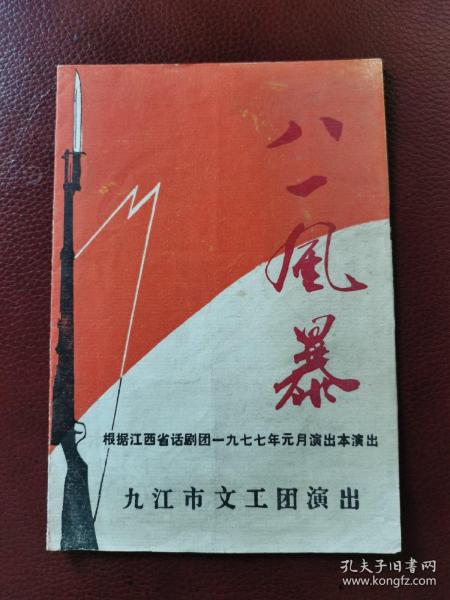 八一風暴
根据江西省话剧团一九七七年元月演出本演出
九江市文工团演出
孔夫子旧书网
www.kongfz.com